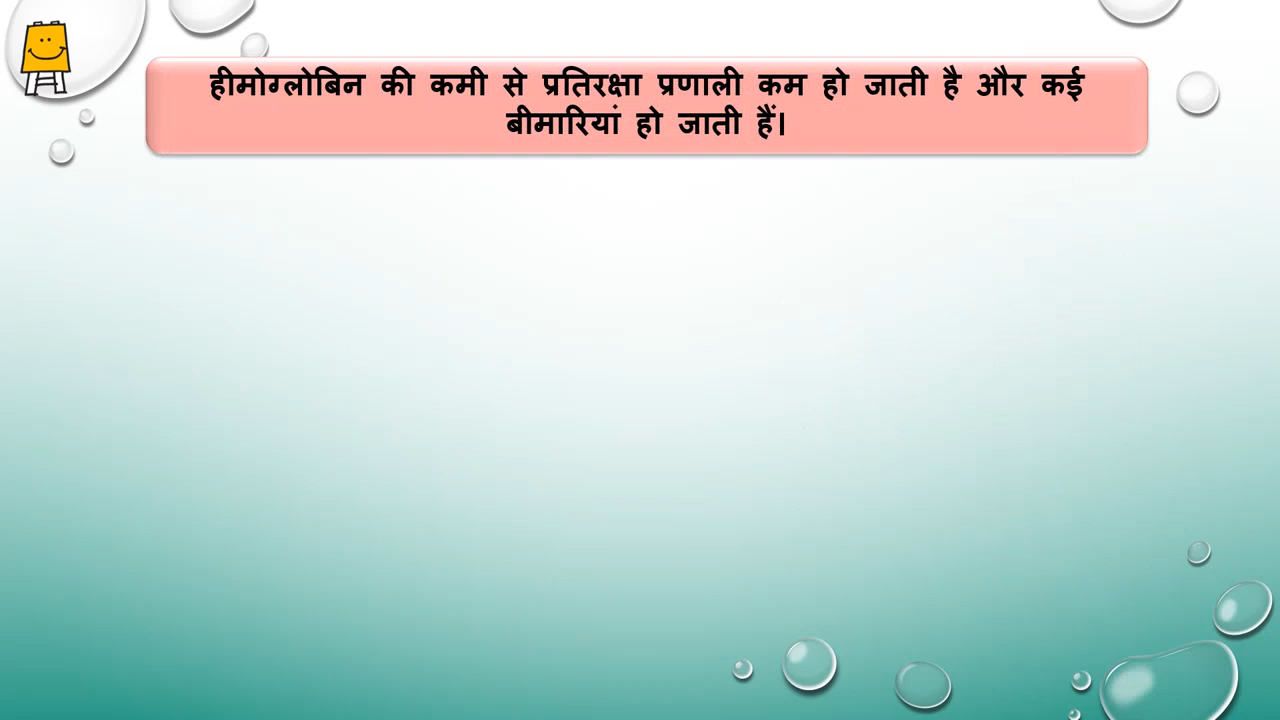 हीमोग्लोबिन की कमी से प्रतिरक्षा प्रणाली कम हो जाती है और कई
बीमारियां हो जाती हैं।